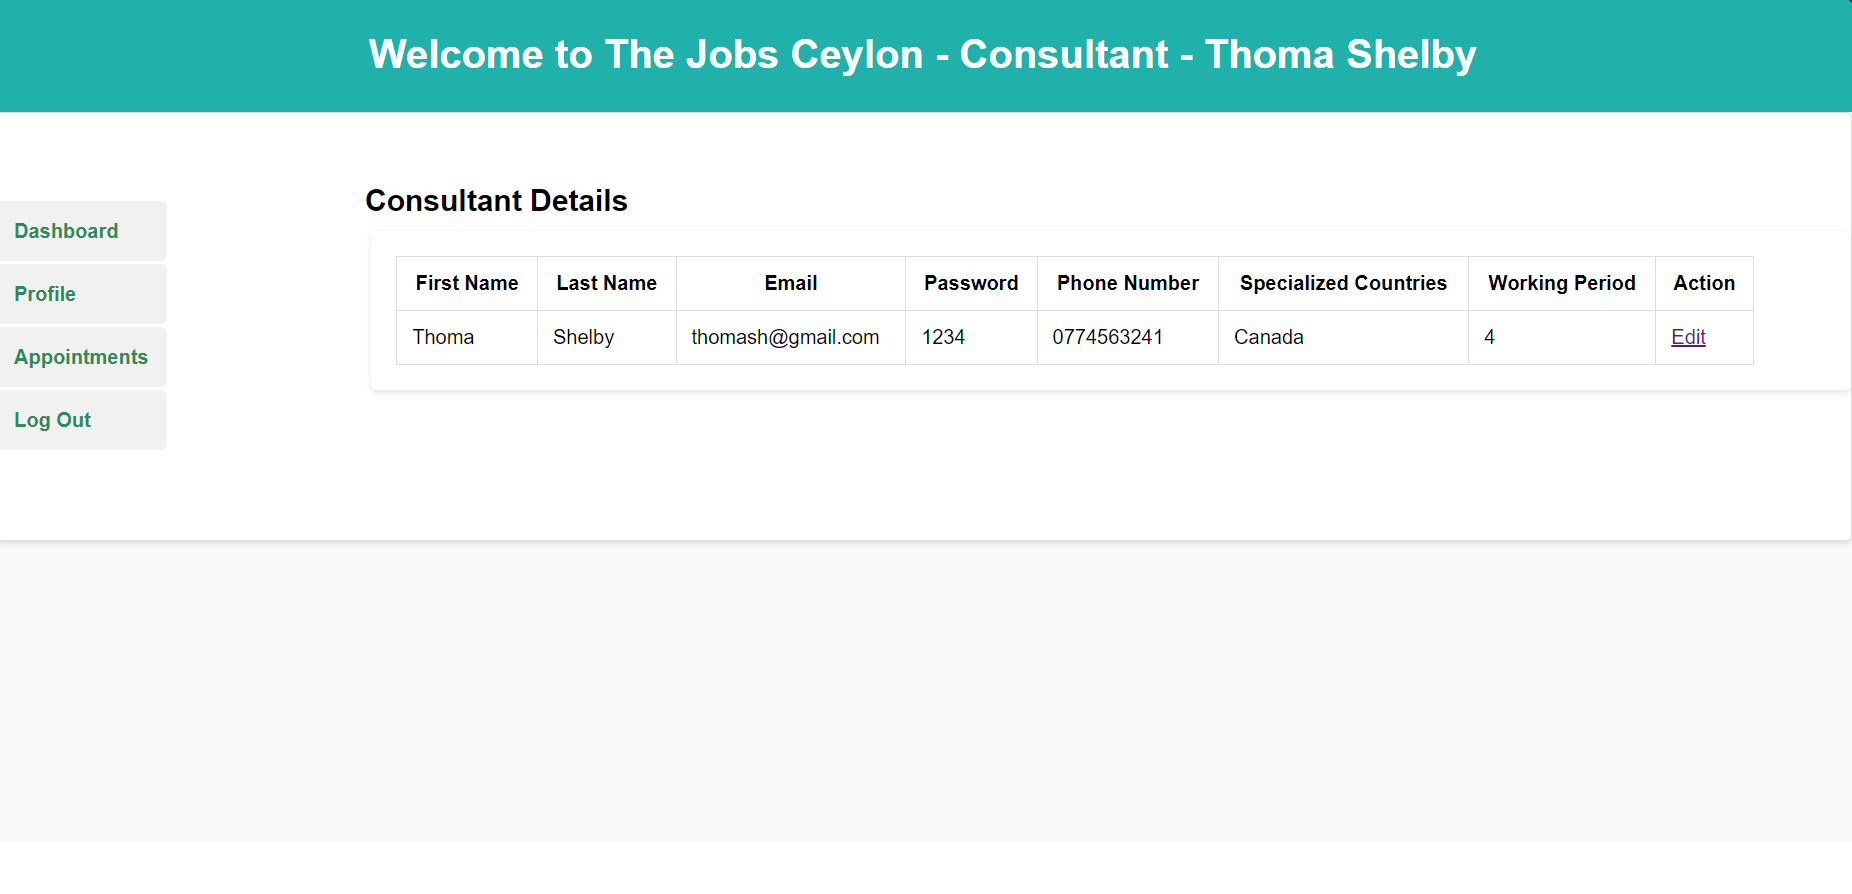 Welcome to The Jobs Ceylon - Consultant - Thoma Shelby
Dashboard
Profile
Appointments
Log Out
Consultant Details
First Name Last Name Email Password Phone Number Specialized Countries Working Period Action
Thoma Shelby thomash@gmail.com 1234 0774563241 Canada 4 Edit